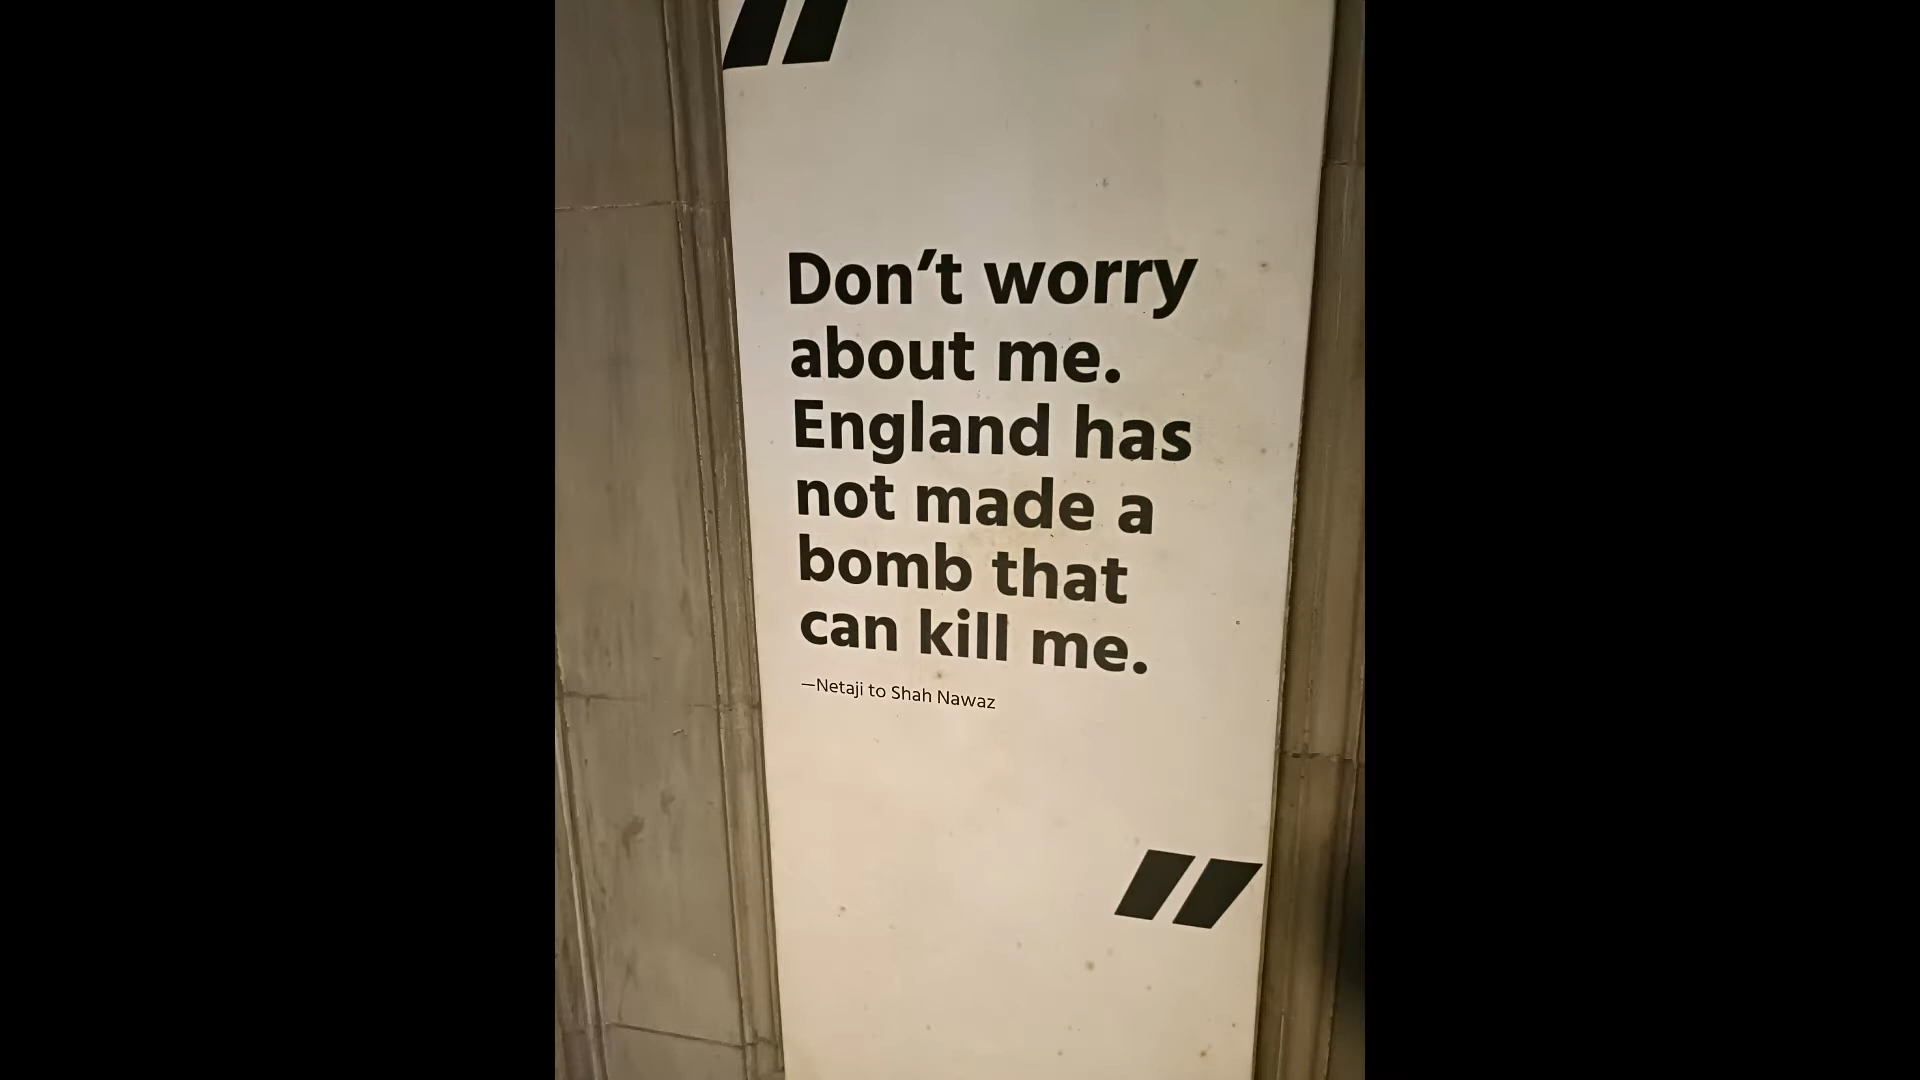 "
Don't worry
about me.
England has
not made a
bomb that
can kill me.
—Netaji to Shah Nawaz
"